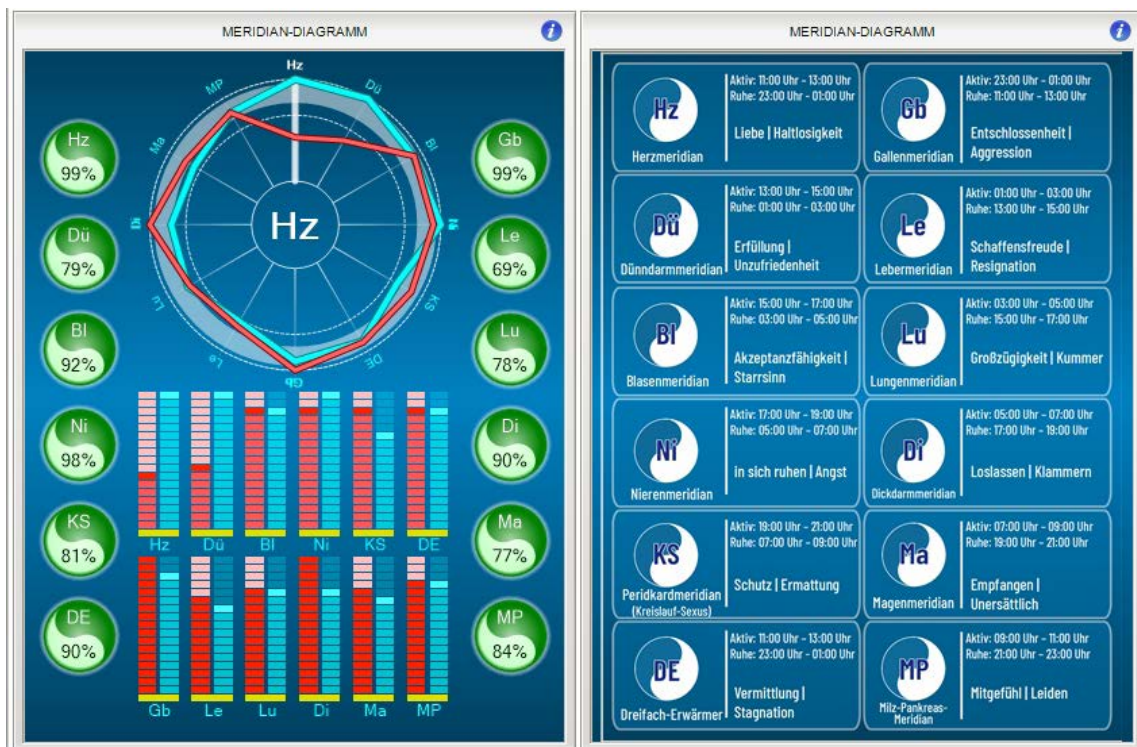 MERIDIAN-DIAGRAMM
Hz
Dü
Bl
Ni
KS
DE
Gb
Le
Lu
Di
Ma
MP
Hz
Hz
99%
Dü
79%
Bl
92%
Ni
98%
KS
81%
DE
90%
Gb
99%
Le
69%
Lu
78%
Di
90%
Ma
77%
MP
84%
Hz Dü Bl Ni KS DE
Gb Le Lu Di Ma MP
MERIDIAN-DIAGRAMM
Hz
Herzmeridian
Aktiv: 11:00 Uhr - 13:00 Uhr
Ruhe: 23:00 Uhr - 01:00 Uhr
Liebe | Haltlosigkeit
Gb
Gallenmeridian
Aktiv: 23:00 Uhr - 01:00 Uhr
Ruhe: 11:00 Uhr - 13:00 Uhr
Entschlossenheit |
Aggression
Dü
Dünndarmmeridian
Aktiv: 13:00 Uhr - 15:00 Uhr
Ruhe: 01:00 Uhr - 03:00 Uhr
Erfüllung |
Unzufriedenheit
Le
Lebermeridian
Aktiv: 01:00 Uhr - 03:00 Uhr
Ruhe: 13:00 Uhr - 15:00 Uhr
Schaffensfreude |
Resignation
Bl
Blasenmeridian
Aktiv: 15:00 Uhr - 17:00 Uhr
Ruhe: 03:00 Uhr - 05:00 Uhr
Akzeptanzfähigkeit |
Starrsinn
Lu
Lungenmeridian
Aktiv: 03:00 Uhr - 05:00 Uhr
Ruhe: 15:00 Uhr - 17:00 Uhr
Großzügigkeit | Kummer
Ni
Nierenmeridian
Aktiv: 17:00 Uhr - 19:00 Uhr
Ruhe: 05:00 Uhr - 07:00 Uhr
in sich ruhen | Angst
Di
Dickdarmmeridian
Aktiv: 05:00 Uhr - 07:00 Uhr
Ruhe: 17:00 Uhr - 19:00 Uhr
Loslassen | Klammern
KS
Peridkardmeridian
(Kreislauf-Sexus)
Aktiv: 19:00 Uhr - 21:00 Uhr
Ruhe: 07:00 Uhr - 09:00 Uhr
Schutz | Ermattung
Ma
Magenmeridian
Aktiv: 07:00 Uhr - 09:00 Uhr
Ruhe: 19:00 Uhr - 21:00 Uhr
Empfangen |
Unersättlich
DE
Dreifach-Erwärmer
Aktiv: 11:00 Uhr - 13:00 Uhr
Ruhe: 23:00 Uhr - 01:00 Uhr
Vermittlung |
Stagnation
MP
Milz-Pankreas-
Meridian
Aktiv: 09:00 Uhr - 11:00 Uhr
Ruhe: 21:00 Uhr - 23:00 Uhr
Mitgefühl | Leiden